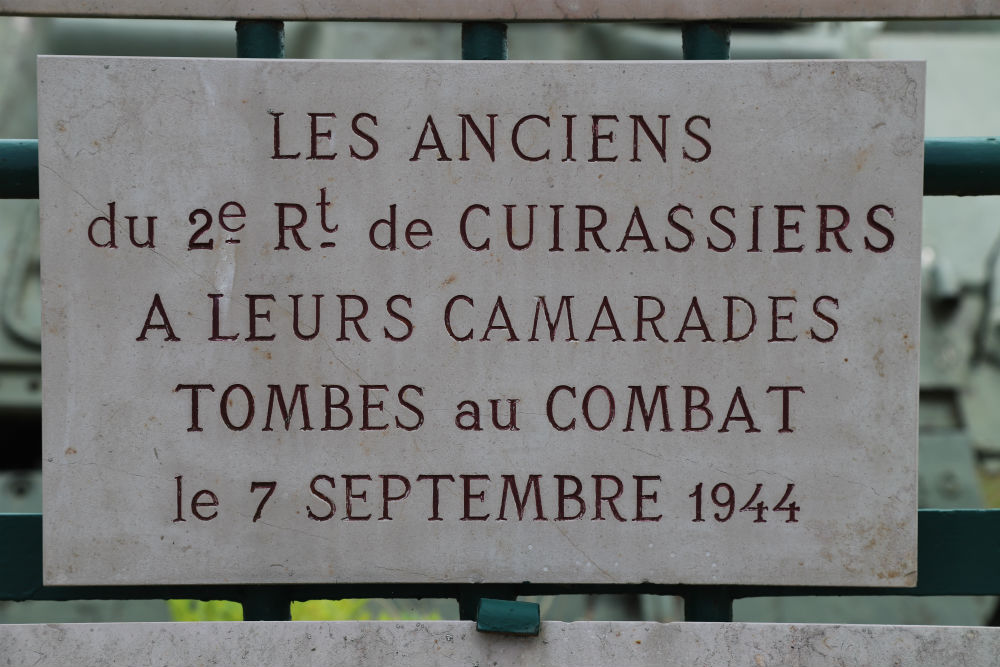 LES ANCIENS
du 2e Rt de CUIRASSIERS
A LEURS CAMARADES
TOMBES au COMBAT
le 7 SEPTEMBRE 1944